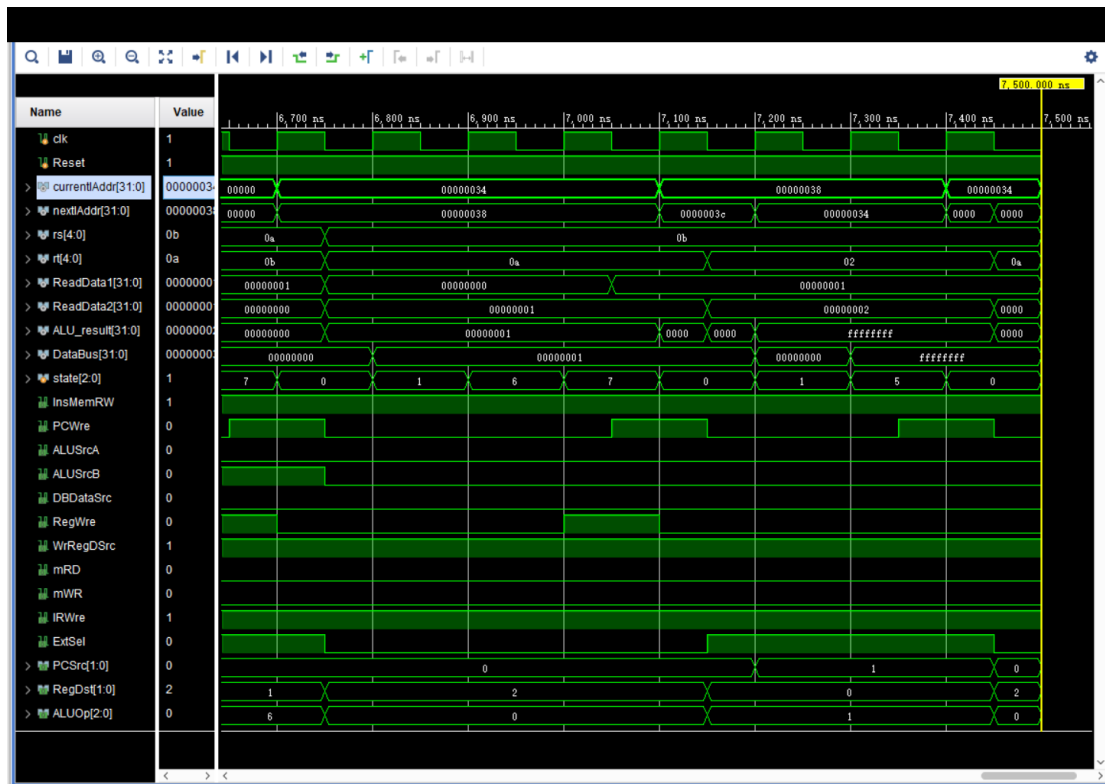 7,500.000 ns
Name Value
6,700 ns 6,800 ns 6,900 ns 7,000 ns 7,100 ns 7,200 ns 7,300 ns 7,400 ns 7,500 ns
clk 1
Reset 1
currentIAddr[31:0] 00000034 00000 00000034 00000038 00000034
nextIAddr[31:0] 00000038 00000 00000038 0000003c 00000034 0000 0000
rs[4:0] 0b 0a 0b
rt[4:0] 0a 0b 0a 02 0a
ReadData1[31:0] 00000000 00000001 00000000 00000001
ReadData2[31:0] 00000000 00000000 00000001 00000002 0000
ALU_result[31:0] 00000000 00000000 00000001 0000 0000 ffffffff 0000
DataBus[31:0] 00000000 00000000 00000001 00000000 ffffffff
state[2:0] 1 7 0 1 6 7 0 1 5 0
InsMemRW 1
PCWre 0
ALUSrcA 0
ALUSrcB 0
DBDataSrc 0
RegWre 0
WrRegDSrc 1
mRD 0
mWR 0
IRWre 1
ExtSel 0
PCSrc[1:0] 0 0 1 0
RegDst[1:0] 2 1 2 0 2
ALUOp[2:0] 0 6 0 1 0